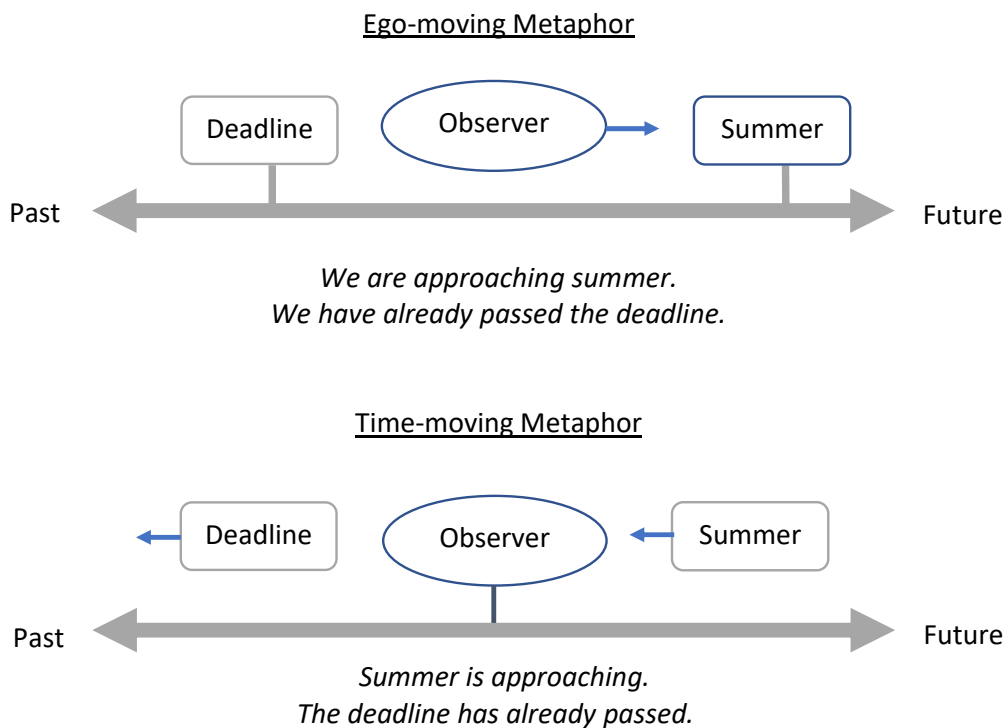 Ego-moving Metaphor
Deadline
Observer
Summer
Past
Future
We are approaching summer.
We have already passed the deadline.
Time-moving Metaphor
Deadline
Observer
Summer
Past
Future
Summer is approaching.
The deadline has already passed.